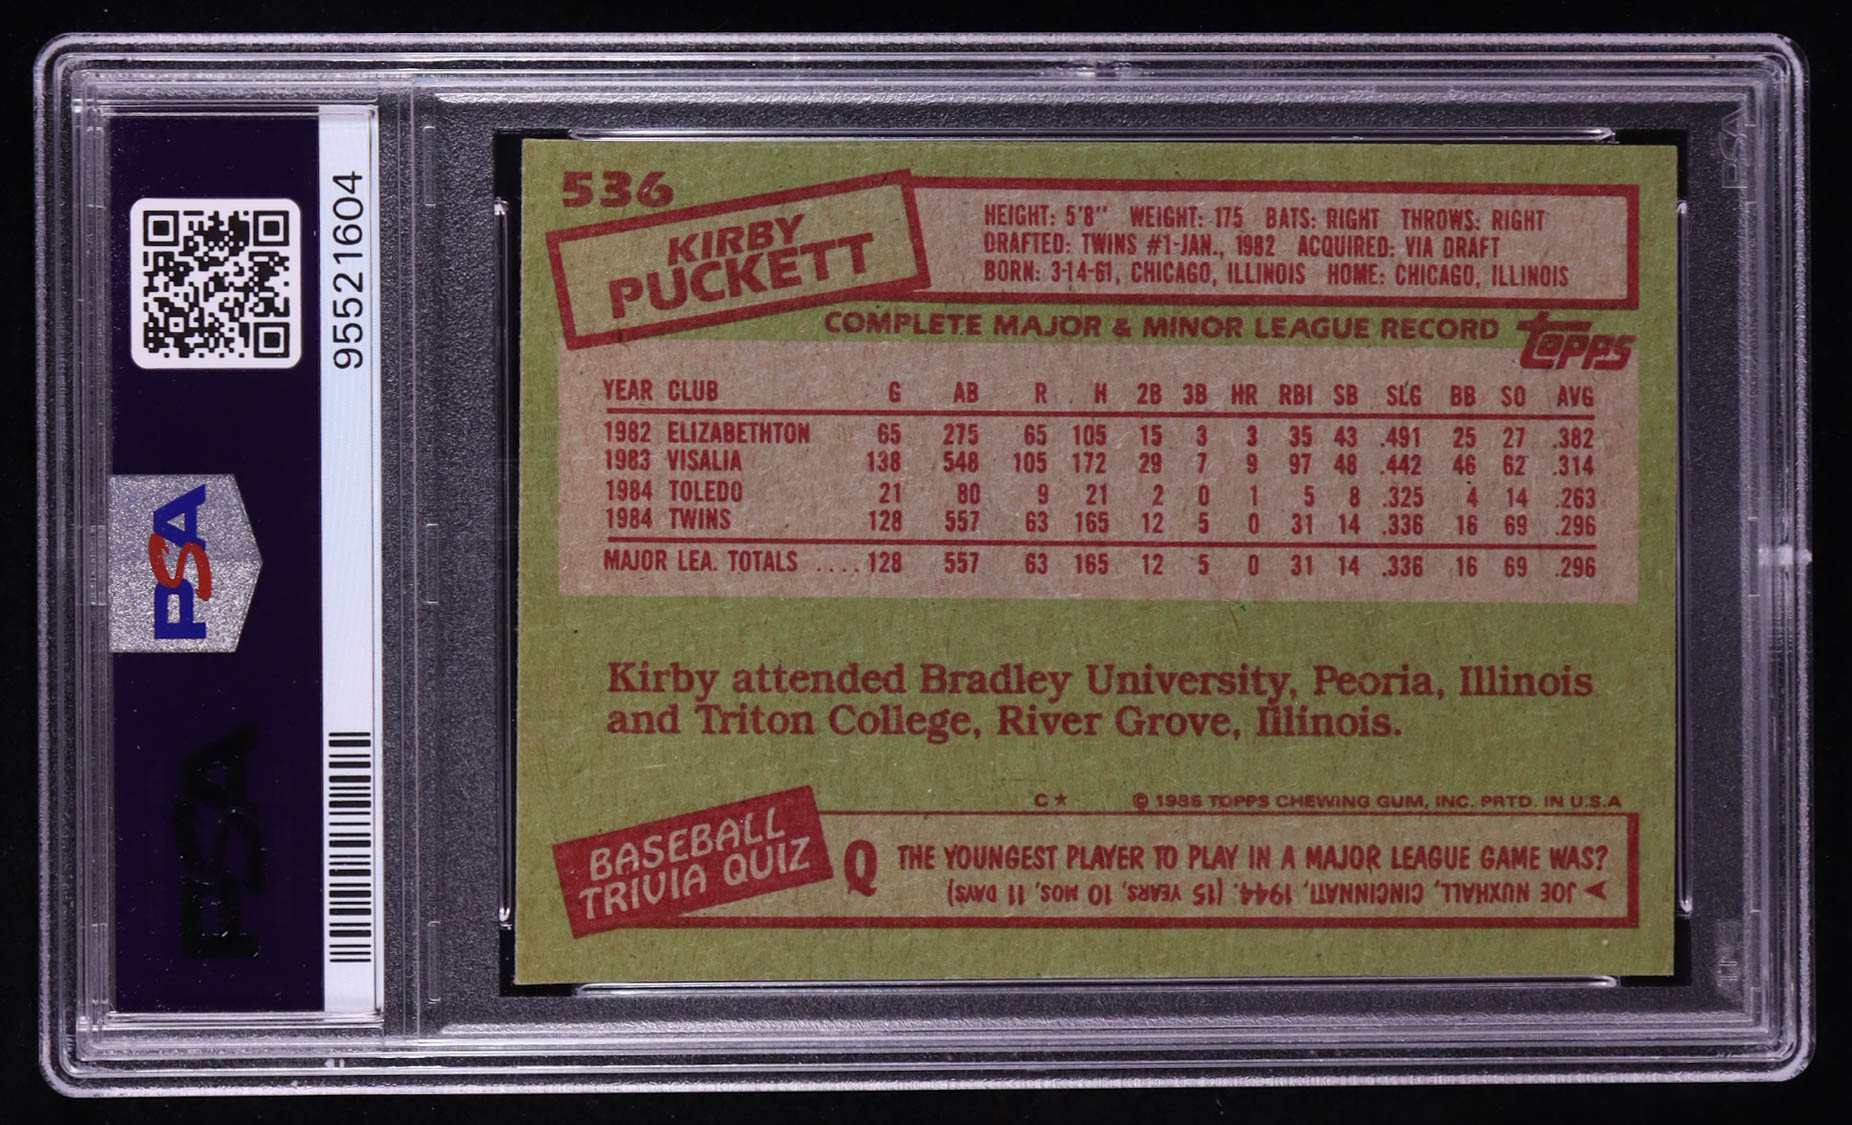 95521604
PSA
PSA
536
KIRBY
PUCKETT
HEIGHT: 5'8" WEIGHT: 175 BATS: RIGHT THROWS: RIGHT
DRAFTED: TWINS #1-JAN., 1982 ACQUIRED: VIA DRAFT
BORN: 3-14-61, CHICAGO, ILLINOIS HOME: CHICAGO, ILLINOIS
COMPLETE MAJOR & MINOR LEAGUE RECORD
Topps
YEAR CLUB G AB R H 2B 3B HR RBI SB SLG BB SO AVG
1982 ELIZABETHTON 65 275 65 105 15 3 3 35 43 .491 25 27 .382
1983 VISALIA 138 548 105 172 29 7 9 97 48 .442 46 62 .314
1984 TOLEDO 21 80 9 21 2 0 1 5 8 .325 4 14 .263
1984 TWINS 128 557 63 165 12 5 0 31 14 .336 16 69 .296
MAJOR LEA. TOTALS .... 128 557 63 165 12 5 0 31 14 .336 16 69 .296
Kirby attended Bradley University, Peoria, Illinois
and Triton College, River Grove, Illinois.
C★ © 1985 TOPPS CHEWING GUM, INC. PRTD. IN U.S.A
BASEBALL
TRIVIA QUIZ
Q THE YOUNGEST PLAYER TO PLAY IN A MAJOR LEAGUE GAME WAS?
JOE NUXHALL, CINCINNATI, 1944. (15 YEARS, 10 MOS, 11 DAYS)
PSA